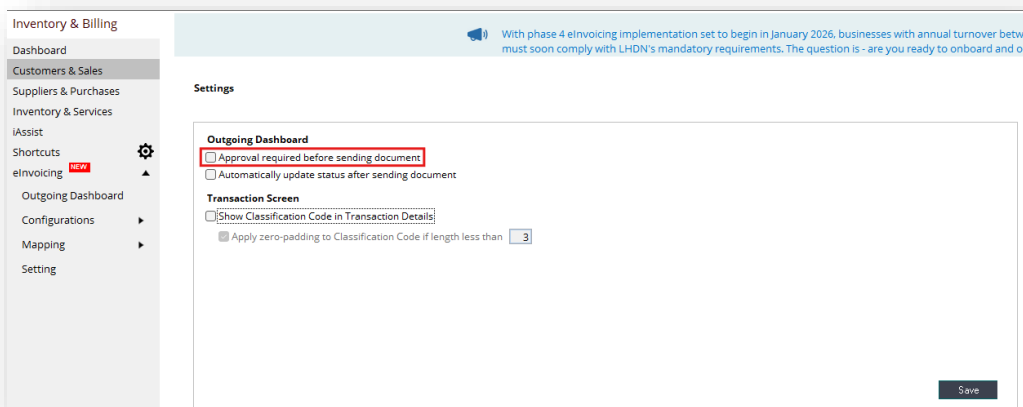 Inventory & Billing
Dashboard
Customers & Sales
Suppliers & Purchases
Inventory & Services
iAssist
Shortcuts
eInvoicing NEW
Outgoing Dashboard
Configurations
Mapping
Setting
With phase 4 eInvoicing implementation set to begin in January 2026, businesses with annual turnover betw
must soon comply with LHDN's mandatory requirements. The question is - are you ready to onboard and o
Settings
Outgoing Dashboard
Approval required before sending document
Automatically update status after sending document
Transaction Screen
Show Classification Code in Transaction Details
Apply zero-padding to Classification Code if length less than 3
Save